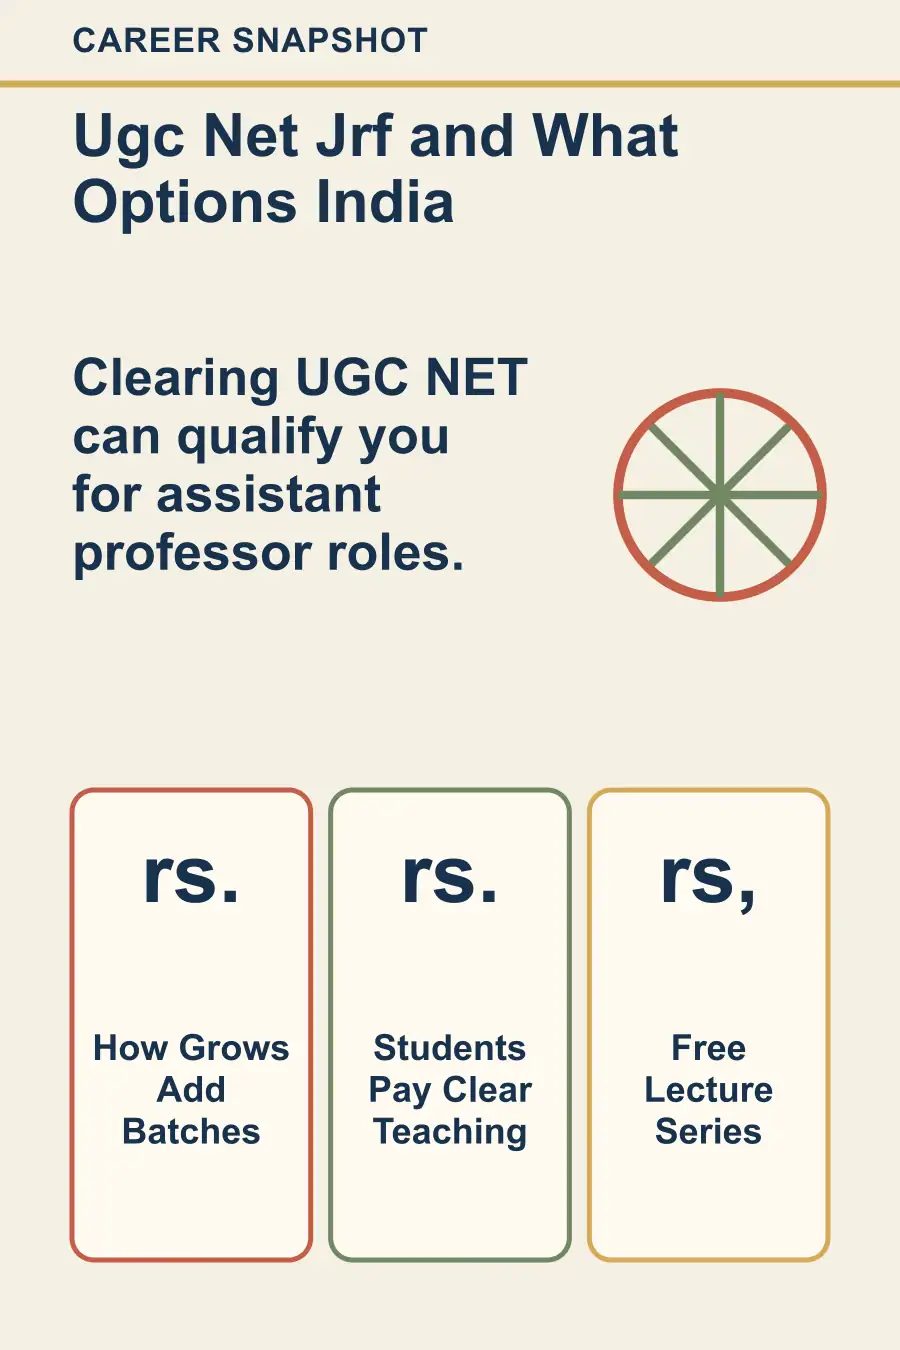 CAREER SNAPSHOT
Ugc Net Jrf and What
Options India
Clearing UGC NET
can qualify you
for assistant
professor roles.
rs.
How Grows
Add
Batches
rs.
Students
Pay Clear
Teaching
rs,
Free
Lecture
Series